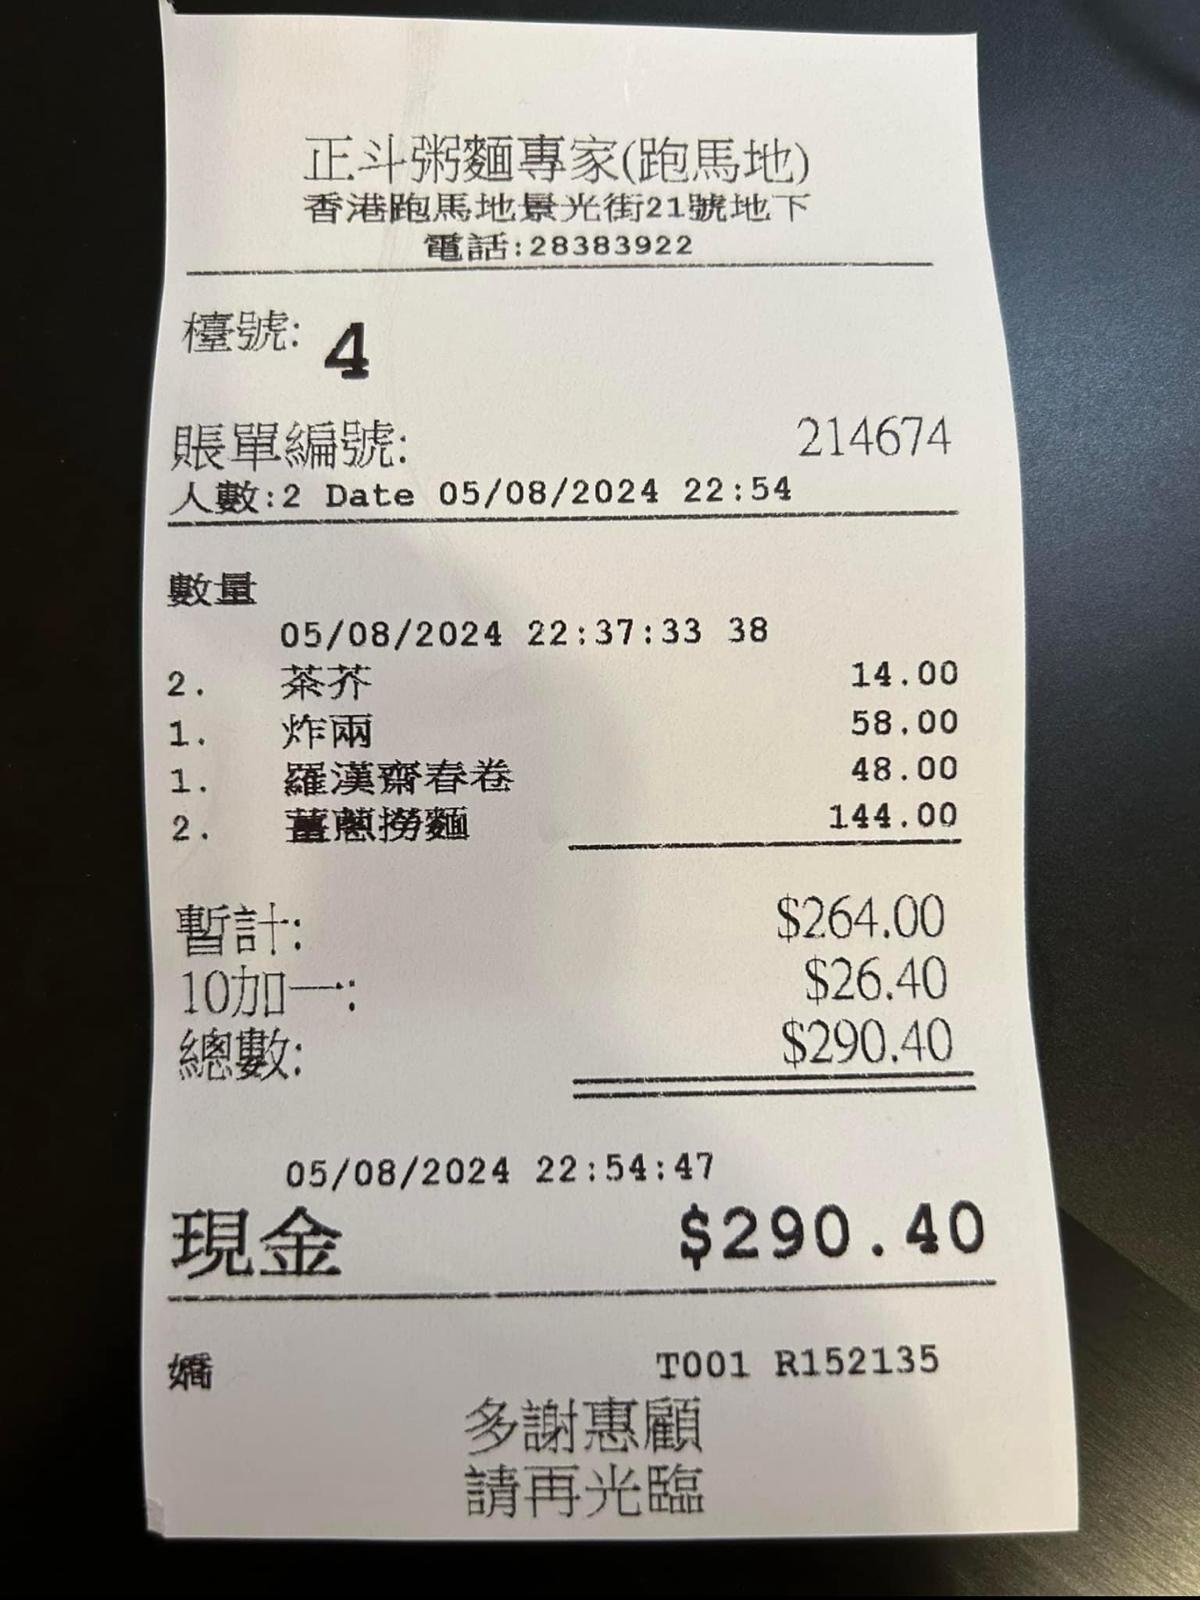 正斗粥麵專家(跑馬地)
香港跑馬地景光街21號地下
電話:28383922
檯號: 4
賬單編號: 214674
人數:2 Date 05/08/2024 22:54
數量
05/08/2024 22:37:33 38
2. 茶芥 14.00
1. 炸兩 58.00
1. 羅漢齋春卷 48.00
2. 薑蔥撈麵 144.00
暫計: $264.00
10加一: $26.40
總數: $290.40
05/08/2024 22:54:47
現金 $290.40
嬌 T001 R152135
多謝惠顧
請再光臨